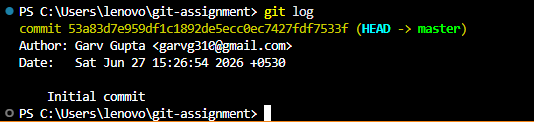 PS C:\Users\lenovo\git-assignment> git log
commit 53a83d7e959df1c1892de5ecc0ec7427fdf7533f (HEAD -> master)
Author: Garv Gupta <garvg310@gmail.com>
Date:   Sat Jun 27 15:26:54 2026 +0530
    Initial commit
PS C:\Users\lenovo\git-assignment>